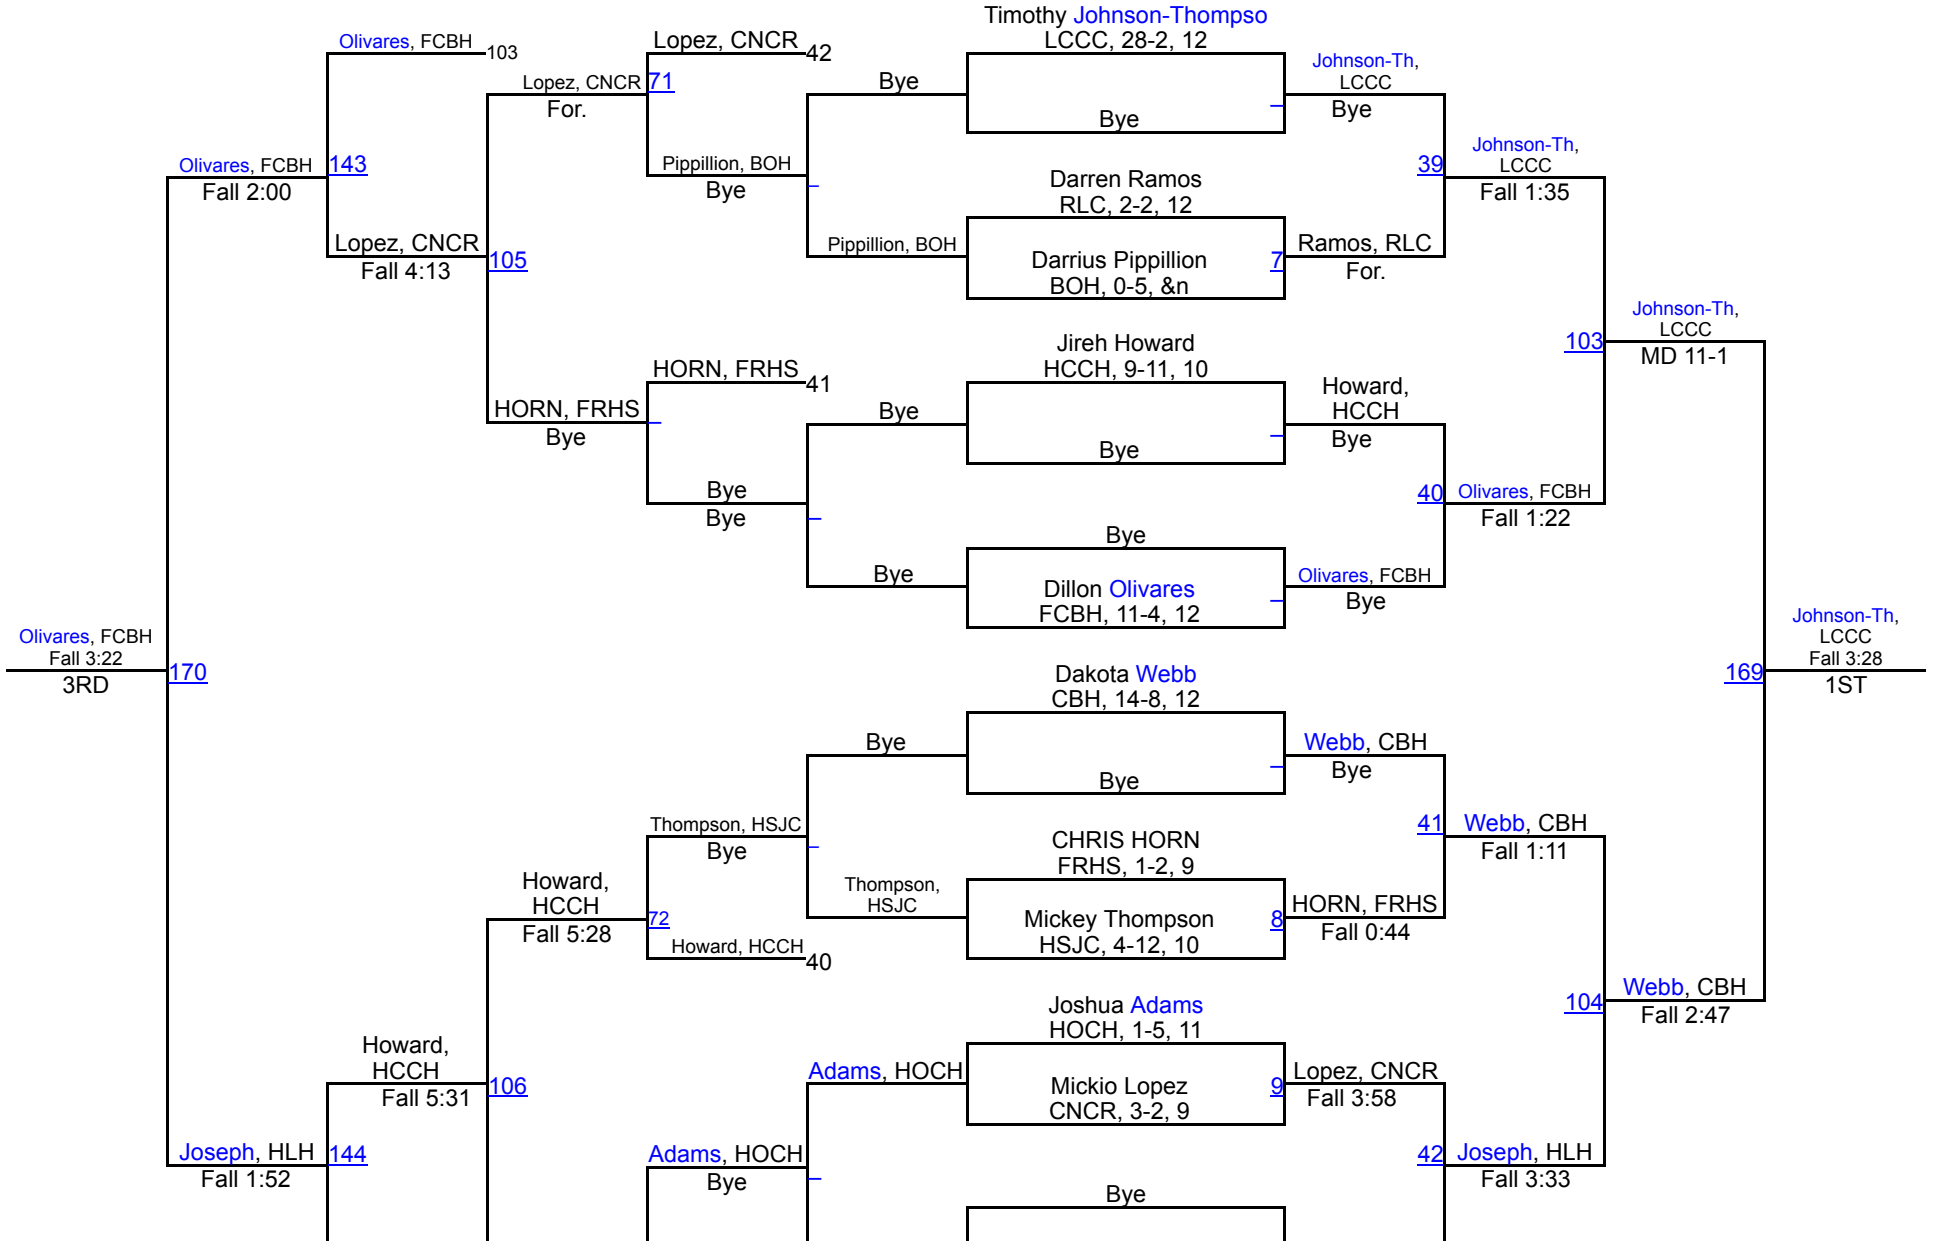 Timothy Johnson-Thompso
LCCC, 28-2, 12
Bye
Bye
Johnson-Th,
LCCC
Bye
Darren Ramos
RLC, 2-2, 12
Darrius Pippillion
BOH, 0-5, &n
7
Ramos, RLC
For.
39
Johnson-Th,
LCCC
Fall 1:35
Jireh Howard
HCCH, 9-11, 10
Bye
Bye
Howard,
HCCH
Bye
Bye
Dillon Olivares
FCBH, 11-4, 12
Bye
Olivares, FCBH
Bye
40
Olivares, FCBH
Fall 1:22
103
Johnson-Th,
LCCC
MD 11-1
Dakota Webb
CBH, 14-8, 12
Bye
Bye
Webb, CBH
Bye
CHRIS HORN
FRHS, 1-2, 9
Mickey Thompson
HSJC, 4-12, 10
8
HORN, FRHS
Fall 0:44
41
Webb, CBH
Fall 1:11
Joshua Adams
HOCH, 1-5, 11
Mickio Lopez
CNCR, 3-2, 9
9
Lopez, CNCR
Fall 3:58
Bye
42
Joseph, HLH
Fall 3:33
104
Webb, CBH
Fall 2:47
169
Johnson-Th,
LCCC
Fall 3:28
1ST
Lopez, CNCR
42
71
Lopez, CNCR
For.
Pippillion, BOH
Bye
Pippillion, BOH
HORN, FRHS
41
HORN, FRHS
Bye
Bye
Bye
105
Lopez, CNCR
Fall 4:13
Olivares, FCBH
103
143
Olivares, FCBH
Fall 2:00
Thompson,
HSJC
Thompson, HSJC
Bye
72
Howard, HCCH
40
Howard,
HCCH
Fall 5:28
Adams, HOCH
Adams, HOCH
Bye
106
Howard,
HCCH
Fall 5:31
144
Joseph, HLH
Fall 1:52
170
Olivares, FCBH
Fall 3:22
3RD